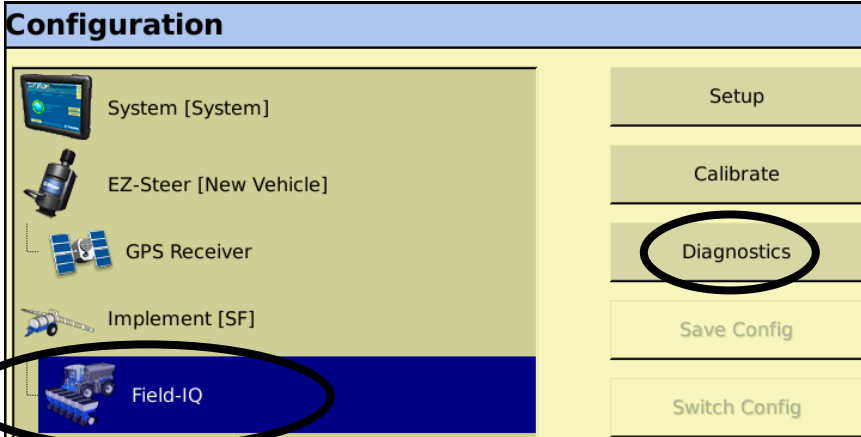 Configuration
System [System]
EZ-Steer [New Vehicle]
GPS Receiver
Implement [SF]
Field-IQ
Setup
Calibrate
Diagnostics
Save Config
Switch Config